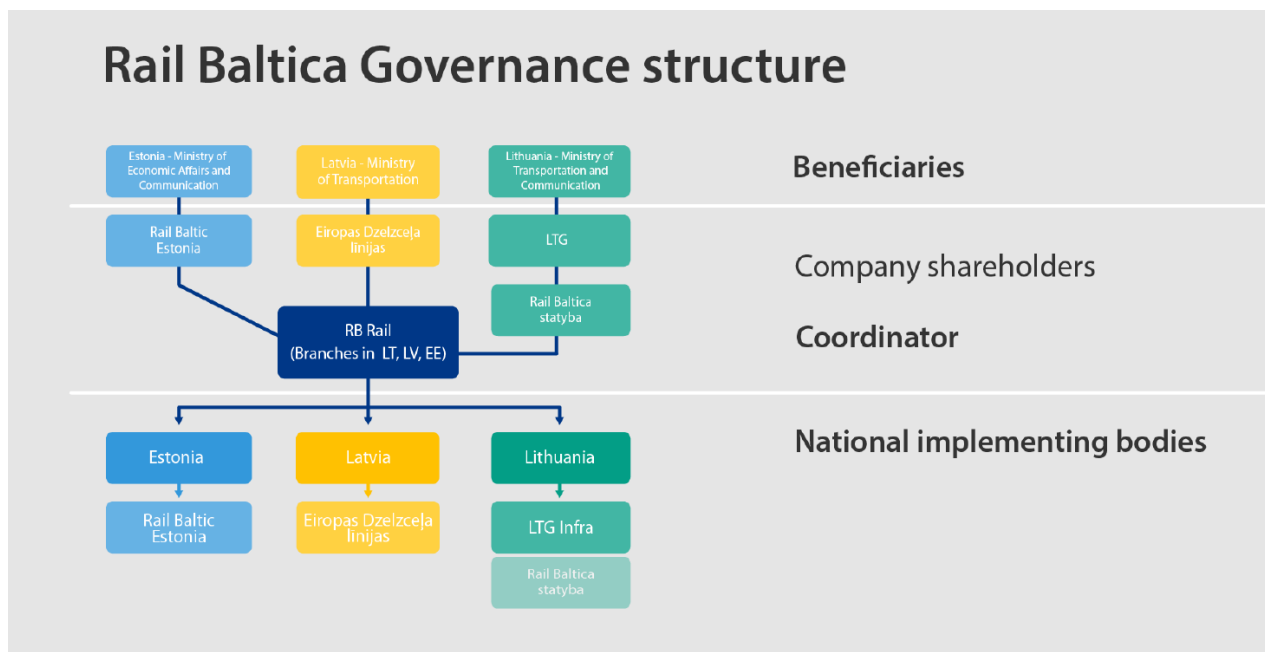 Rail Baltica Governance structure
Estonia - Ministry of
Economic Affairs and
Communication
Latvia - Ministry
of Transportation
Lithuania - Ministry of
Transportation and
Communication
Beneficiaries
Rail Baltic
Estonia
Eiropas Dzelzceļa
līnijas
LTG
Company shareholders
Rail Baltica
statyba
RB Rail
(Branches in LT, LV, EE)
Coordinator
National implementing bodies
Estonia
Latvia
Lithuania
Rail Baltic
Estonia
Eiropas Dzelzceļa
līnijas
LTG Infra
Rail Baltica
statyba